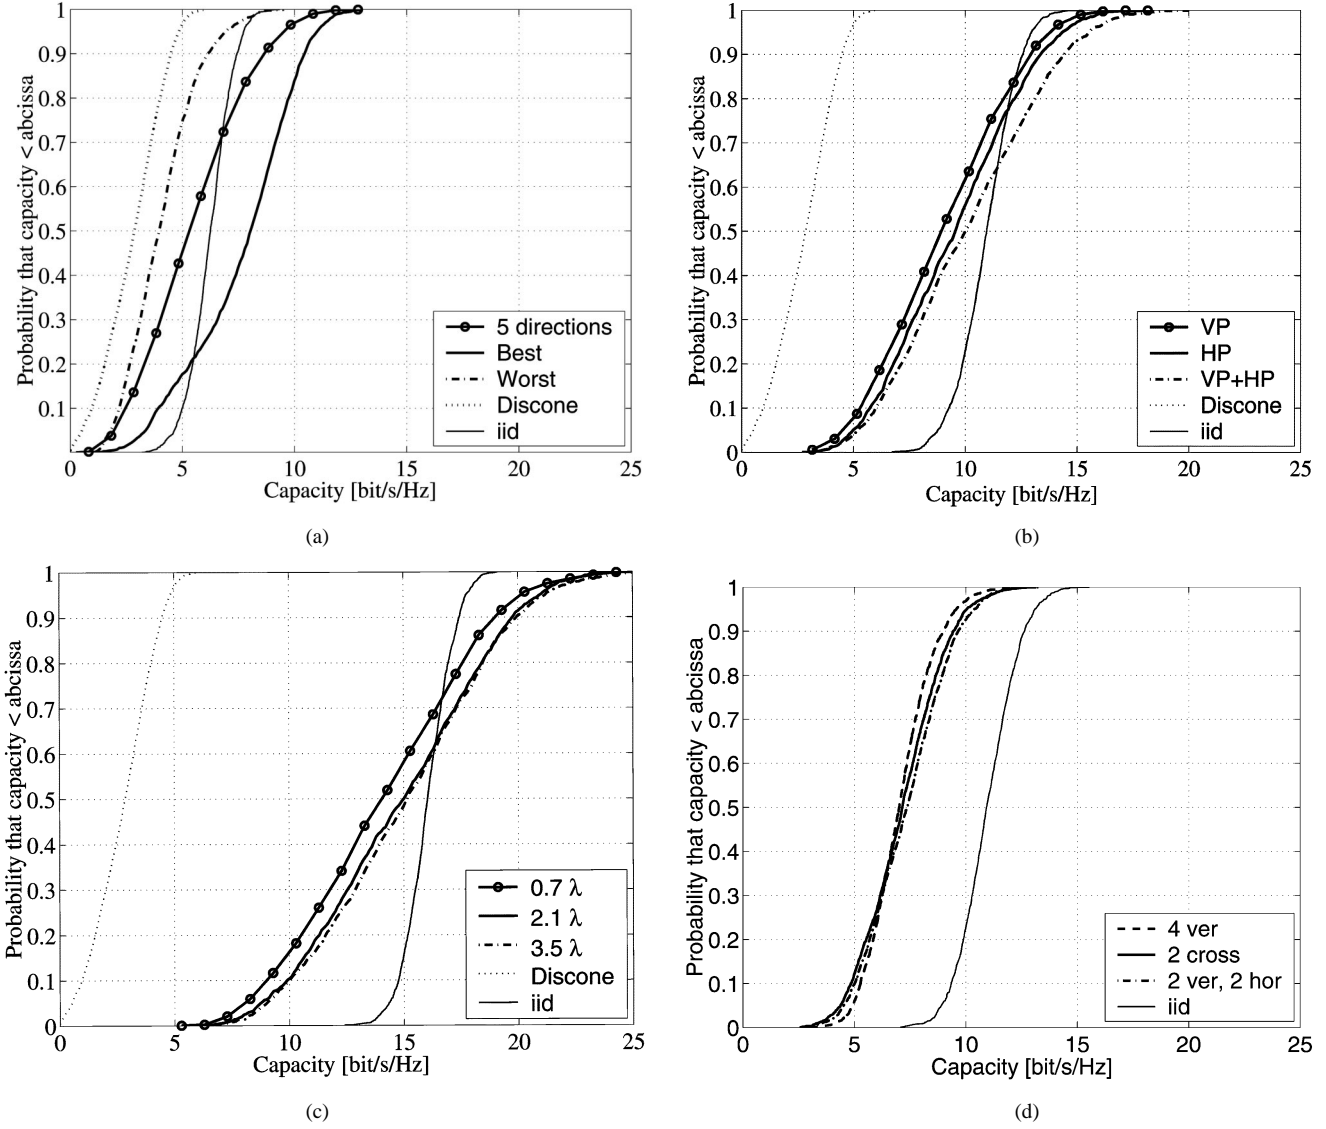 1
0.9
0.8
0.7
0.6
0.5
0.4
0.3
0.2
0.1
0 5 10 15 20 25
Probability that capacity < abcissa
Capacity [bit/s/Hz]
5 directions
Best
Worst
Discone
iid
(a)
1
0.9
0.8
0.7
0.6
0.5
0.4
0.3
0.2
0.1
0
0 5 10 15 20 25
Probability that capacity < abcissa
Capacity [bit/s/Hz]
VP
HP
VP+HP
Discone
iid
(b)
1
0.9
0.8
0.7
0.6
0.5
0.4
0.3
0.2
0.1
0
0 5 10 15 20 25
Probability that capacity < abcissa
Capacity [bit/s/Hz]
0.7 λ
2.1 λ
3.5 λ
Discone
iid
(c)
1
0.9
0.8
0.7
0.6
0.5
0.4
0.3
0.2
0.1
0
0 5 10 15 20 25
Probability that capacity < abcissa
Capacity [bit/s/Hz]
4 ver
2 cross
2 ver, 2 hor
iid
(d)